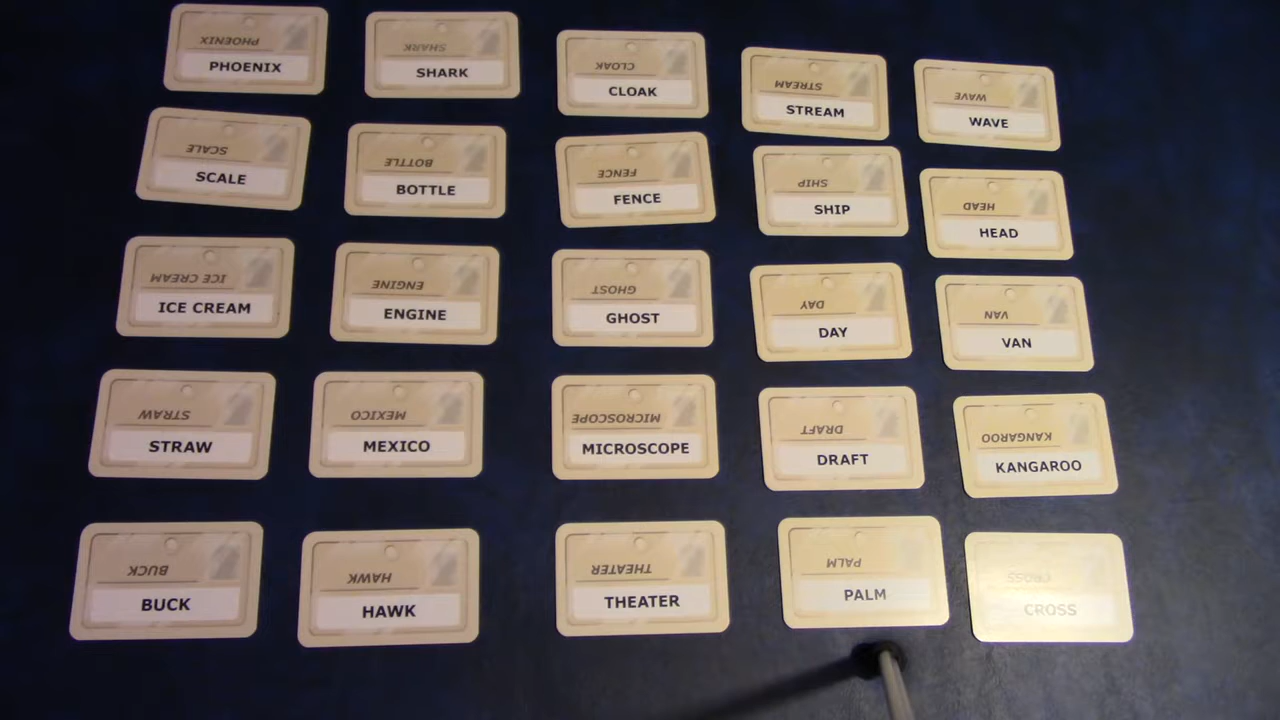 PHOENIX
PHOENIX
SHARK
SHARK
CLOAK
CLOAK
STREAM
STREAM
WAVE
WAVE
SCALE
SCALE
BOTTLE
BOTTLE
FENCE
FENCE
SHIP
SHIP
HEAD
HEAD
ICE CREAM
ICE CREAM
ENGINE
ENGINE
GHOST
GHOST
DAY
DAY
VAN
VAN
STRAW
STRAW
MEXICO
MEXICO
MICROSCOPE
MICROSCOPE
DRAFT
DRAFT
KANGAROO
KANGAROO
BUCK
BUCK
HAWK
HAWK
THEATER
THEATER
PALM
PALM
CROSS
CROSS